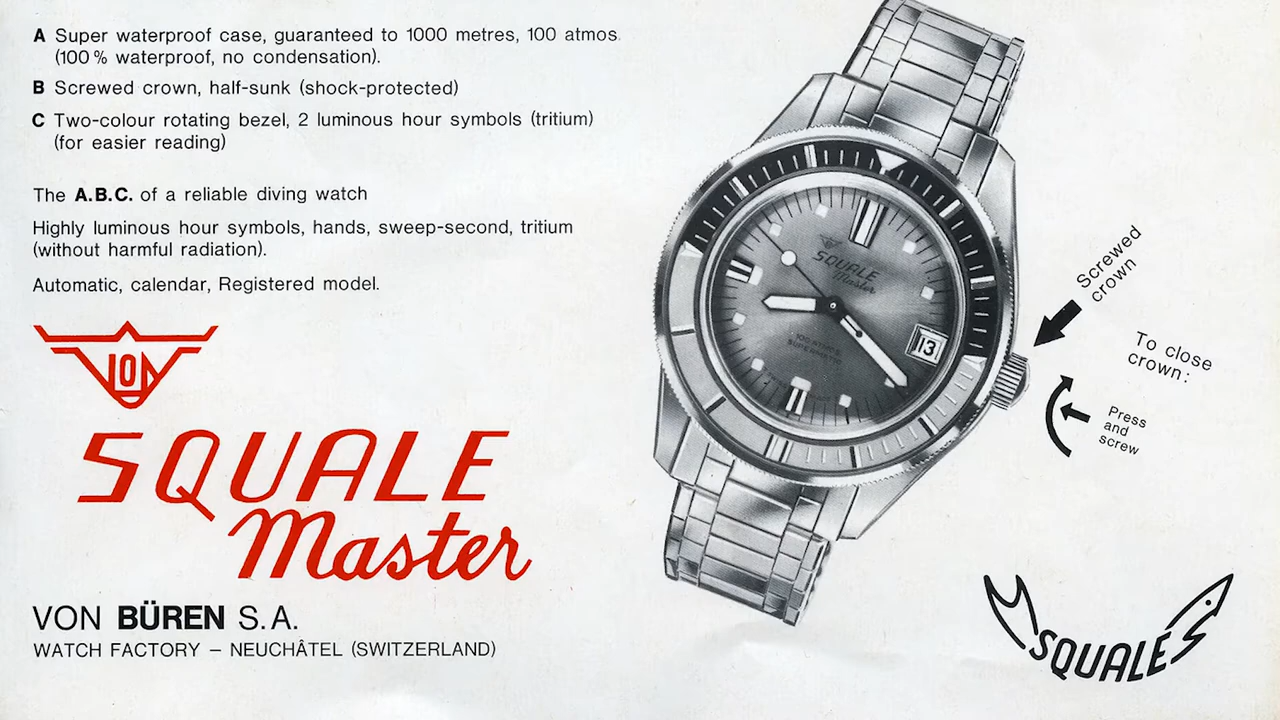 A Super waterproof case, guaranteed to 1000 metres, 100 atmos.
(100 % waterproof, no condensation).
B Screwed crown, half-sunk (shock-protected)
C Two-colour rotating bezel, 2 luminous hour symbols (tritium)
(for easier reading)
The A.B.C. of a reliable diving watch
Highly luminous hour symbols, hands, sweep-second, tritium
(without harmful radiation).
Automatic, calendar, Registered model.
SQUALE
Master
VON BÜREN S.A.
WATCH FACTORY – NEUCHÂTEL (SWITZERLAND)
SQUALE
Master
100 ATMOS
SUPERMATIC
13
Screwed
crown
To close
crown:
Press
and
screw
SQUALE